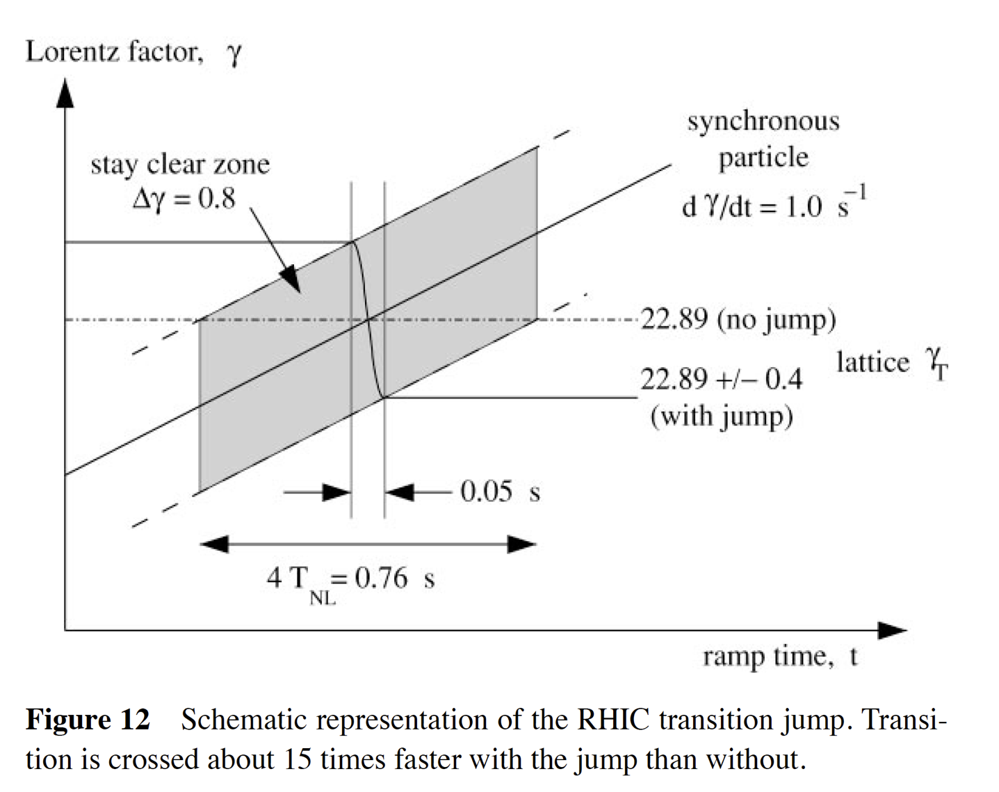 Lorentz factor, γ
synchronous
particle
d γ/dt = 1.0 s⁻¹
stay clear zone
Δγ = 0.8
22.89 (no jump)
lattice γ_T
22.89 +/– 0.4
(with jump)
0.05 s
4 T_NL = 0.76 s
ramp time, t
Figure 12 Schematic representation of the RHIC transition jump. Transi-
tion is crossed about 15 times faster with the jump than without.